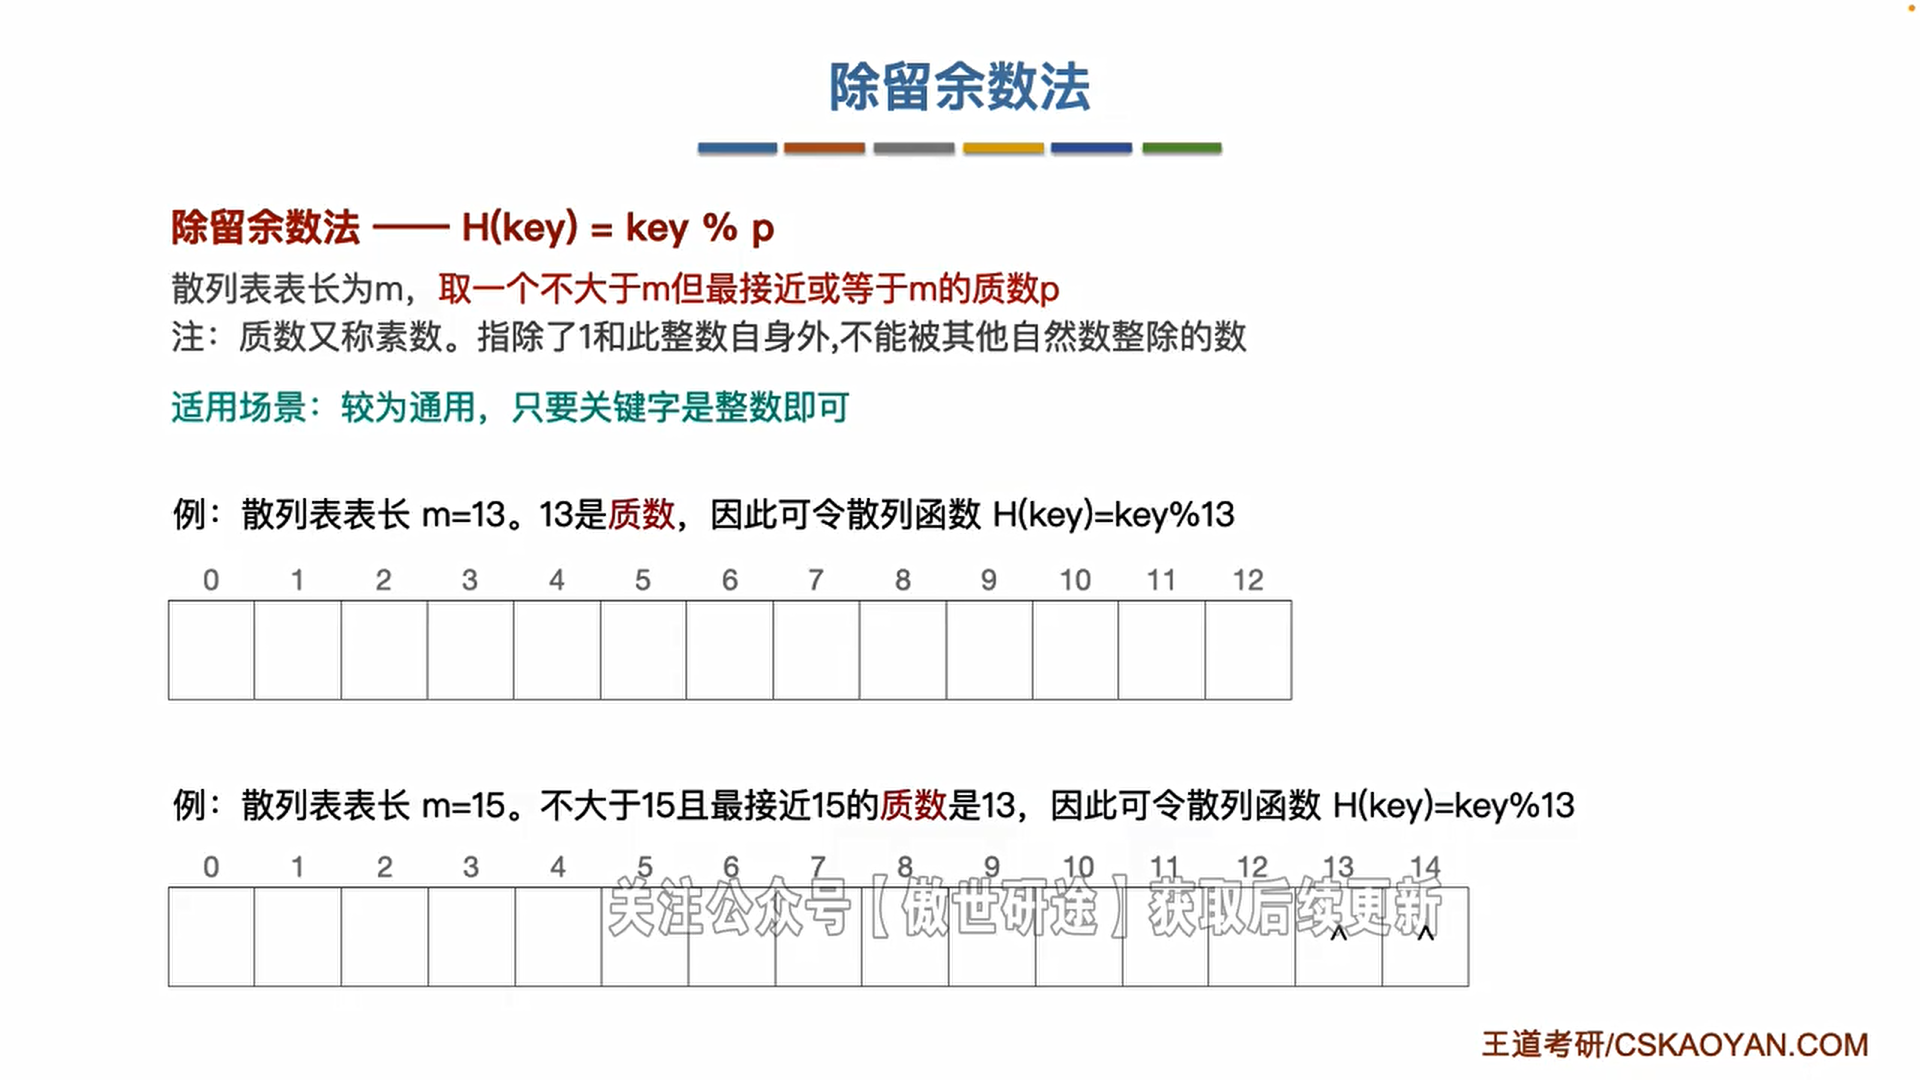 除留余数法
除留余数法 —— H(key) = key % p
散列表表长为m，取一个不大于m但最接近或等于m的质数p
注：质数又称素数。指除了1和此整数自身外,不能被其他自然数整除的数
适用场景：较为通用，只要关键字是整数即可
例：散列表表长 m=13。13是质数，因此可令散列函数 H(key)=key%13
0 1 2 3 4 5 6 7 8 9 10 11 12
例：散列表表长 m=15。不大于15且最接近15的质数是13，因此可令散列函数 H(key)=key%13
0 1 2 3 4 5 6 7 8 9 10 11 12 13 14
关注公众号【傲世研途】获取后续更新
^ ^
王道考研/CSKAOYAN.COM